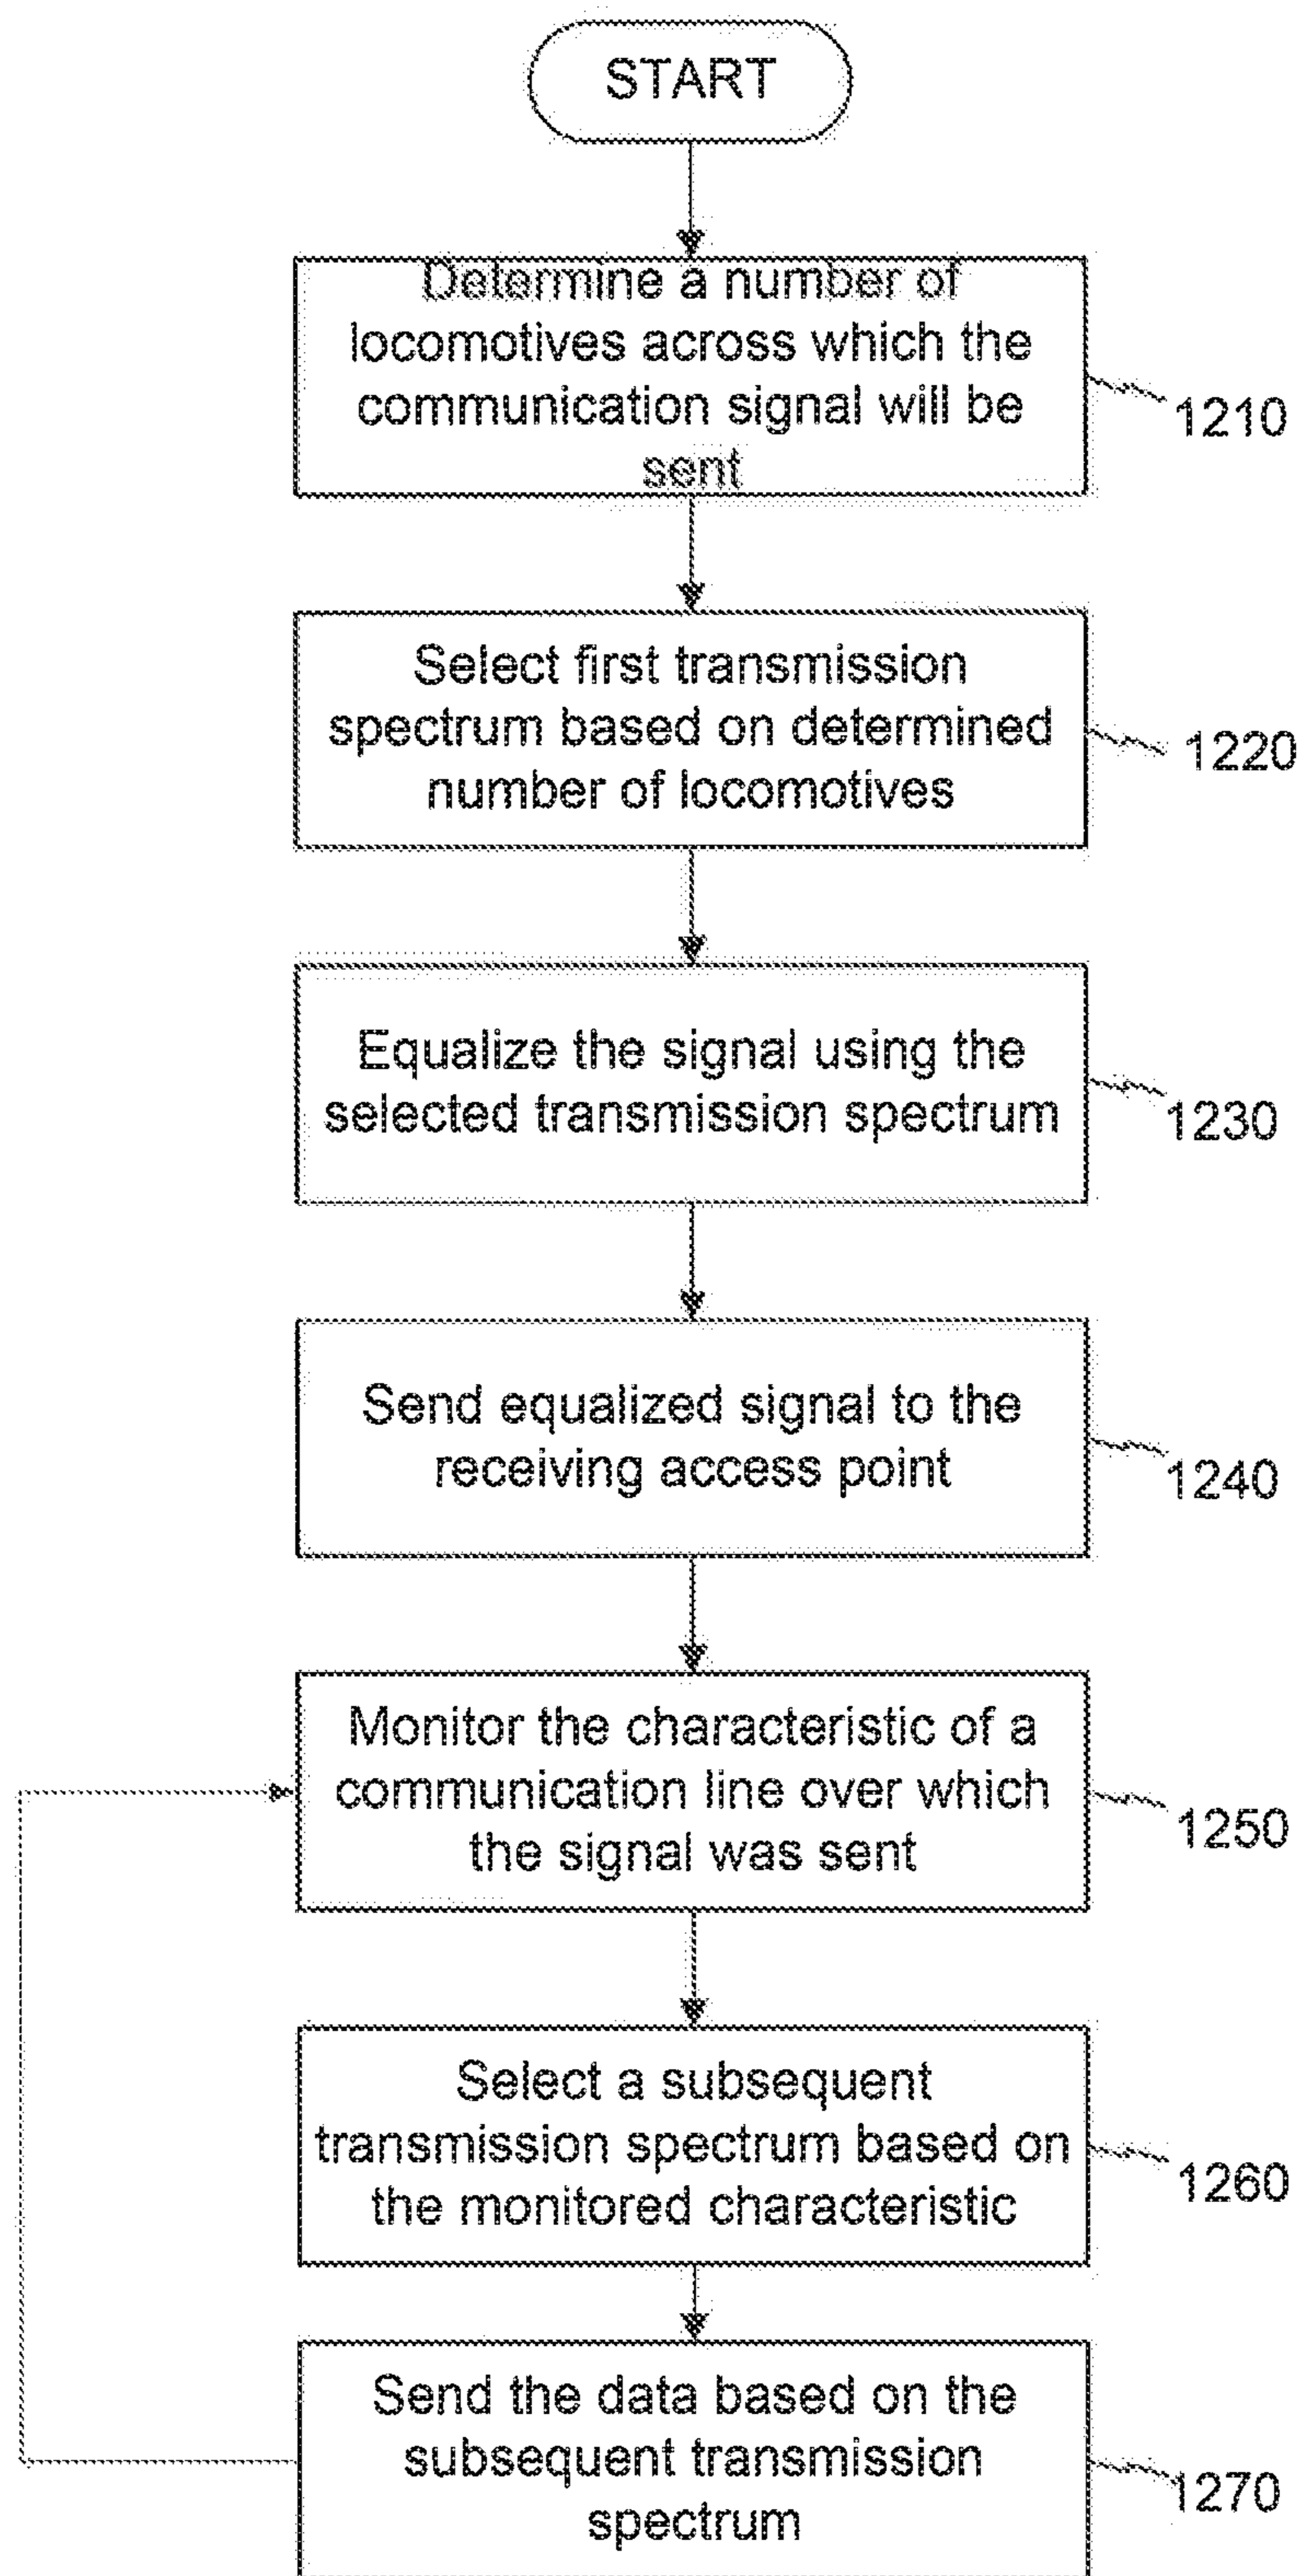 START
Determine a number of
locomotives across which the
communication signal will be
sent
1210
Select first transmission
spectrum based on determined
number of locomotives
1220
Equalize the signal using the
selected transmission spectrum
1230
Send equalized signal to the
receiving access point
1240
Monitor the characteristic of a
communication line over which
the signal was sent
1250
Select a subsequent
transmission spectrum based on
the monitored characteristic
1260
Send the data based on the
subsequent transmission
spectrum
1270